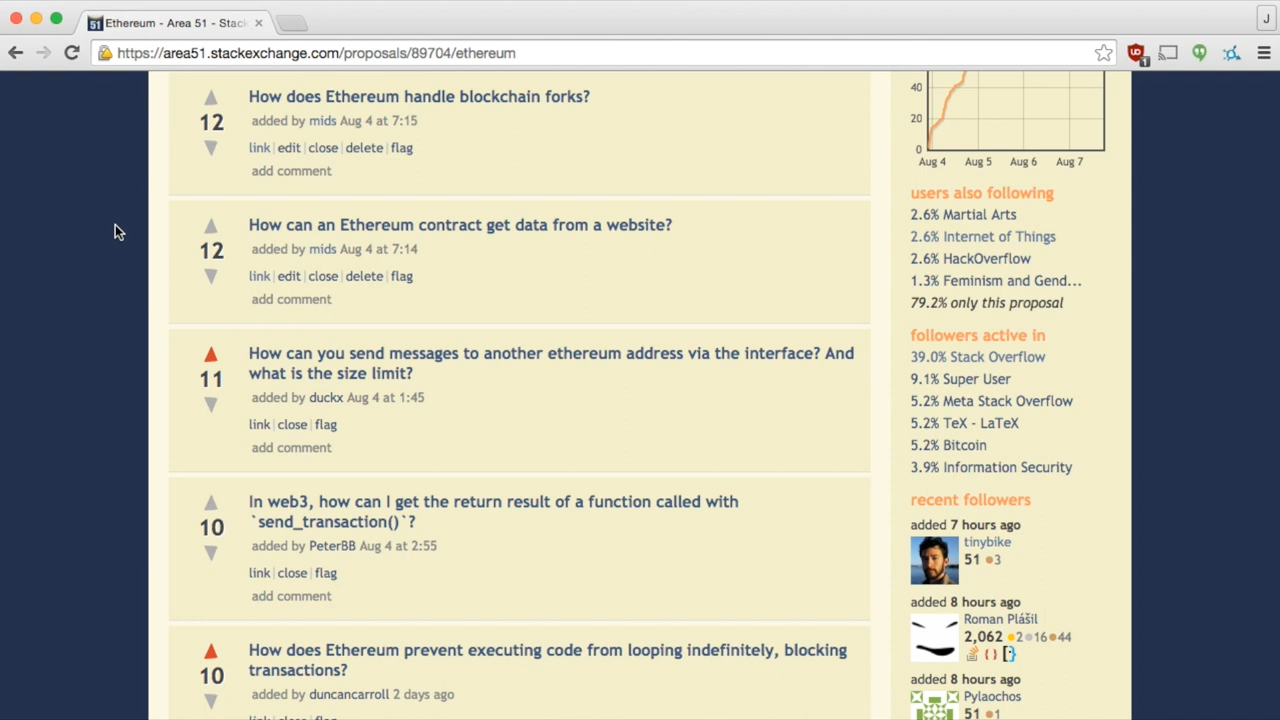 51 Ethereum - Area 51 - Stac
J
https://area51.stackexchange.com/proposals/89704/ethereum
1
How does Ethereum handle blockchain forks?
12
added by mids Aug 4 at 7:15
link | edit | close | delete | flag
add comment
How can an Ethereum contract get data from a website?
12
added by mids Aug 4 at 7:14
link | edit | close | delete | flag
add comment
How can you send messages to another ethereum address via the interface? And
what is the size limit?
11
added by duckx Aug 4 at 1:45
link | close | flag
add comment
In web3, how can I get the return result of a function called with
`send_transaction()`?
10
added by PeterBB Aug 4 at 2:55
link | close | flag
add comment
How does Ethereum prevent executing code from looping indefinitely, blocking
transactions?
10
added by duncancarroll 2 days ago
link | close | flag
40
20
0
Aug 4 Aug 5 Aug 6 Aug 7
users also following
2.6% Martial Arts
2.6% Internet of Things
2.6% HackOverflow
1.3% Feminism and Gend...
79.2% only this proposal
followers active in
39.0% Stack Overflow
9.1% Super User
5.2% Meta Stack Overflow
5.2% TeX - LaTeX
5.2% Bitcoin
3.9% Information Security
recent followers
added 7 hours ago
tinybike
51 ●3
added 8 hours ago
Roman Plášil
2,062 ●2●16●44
added 8 hours ago
Pylaochos
51 ●1